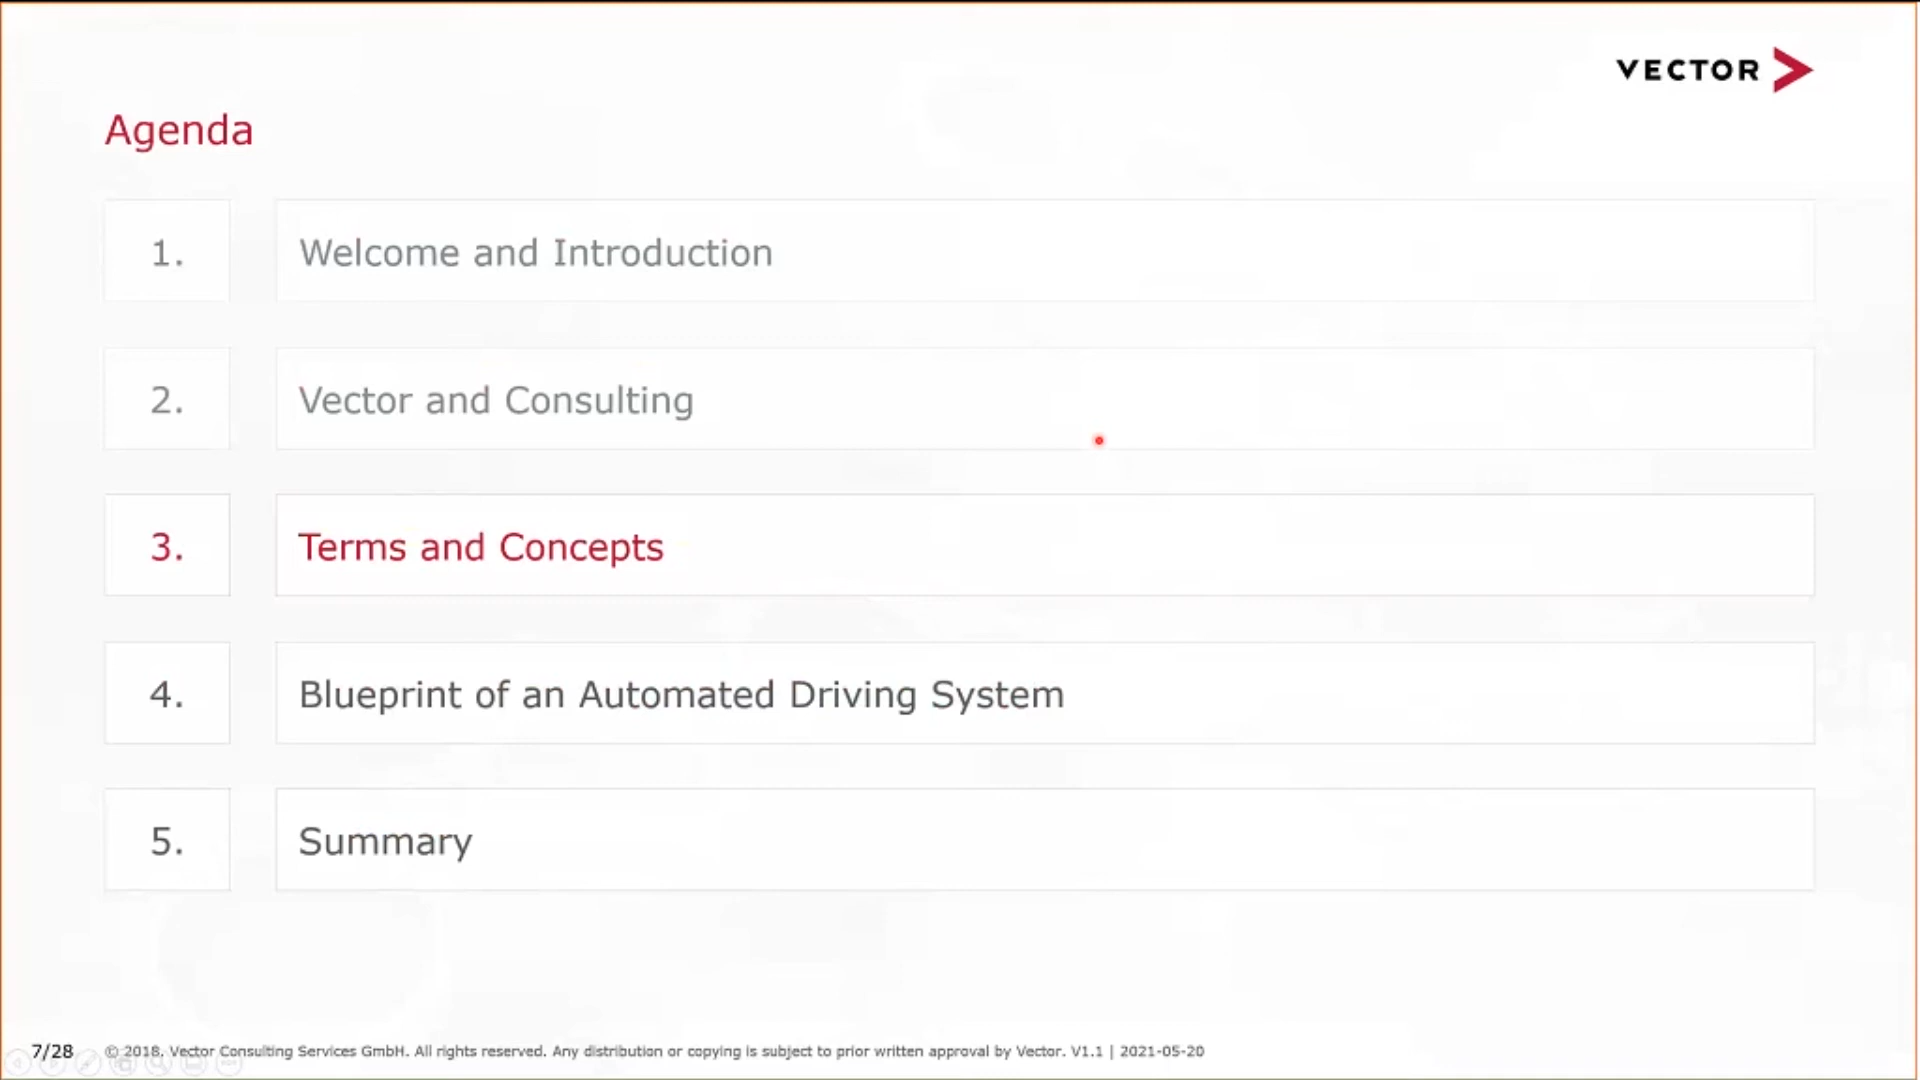 VECTOR
Agenda
1. Welcome and Introduction
2. Vector and Consulting
3. Terms and Concepts
4. Blueprint of an Automated Driving System
5. Summary
7/28 © 2018. Vector Consulting Services GmbH. All rights reserved. Any distribution or copying is subject to prior written approval by Vector. V1.1 | 2021-05-20